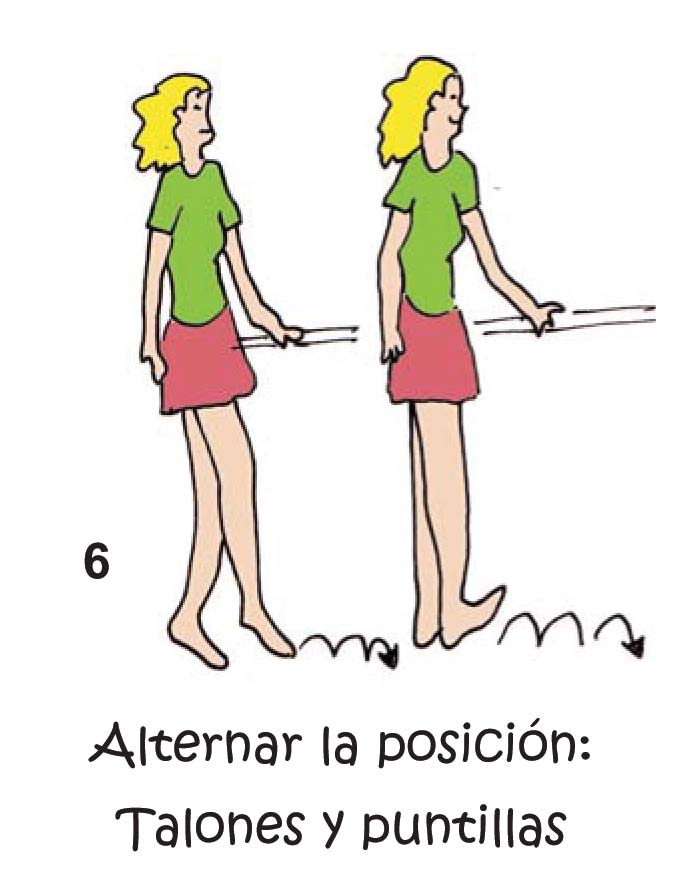 6
Alternar la posición:
Talones y puntillas